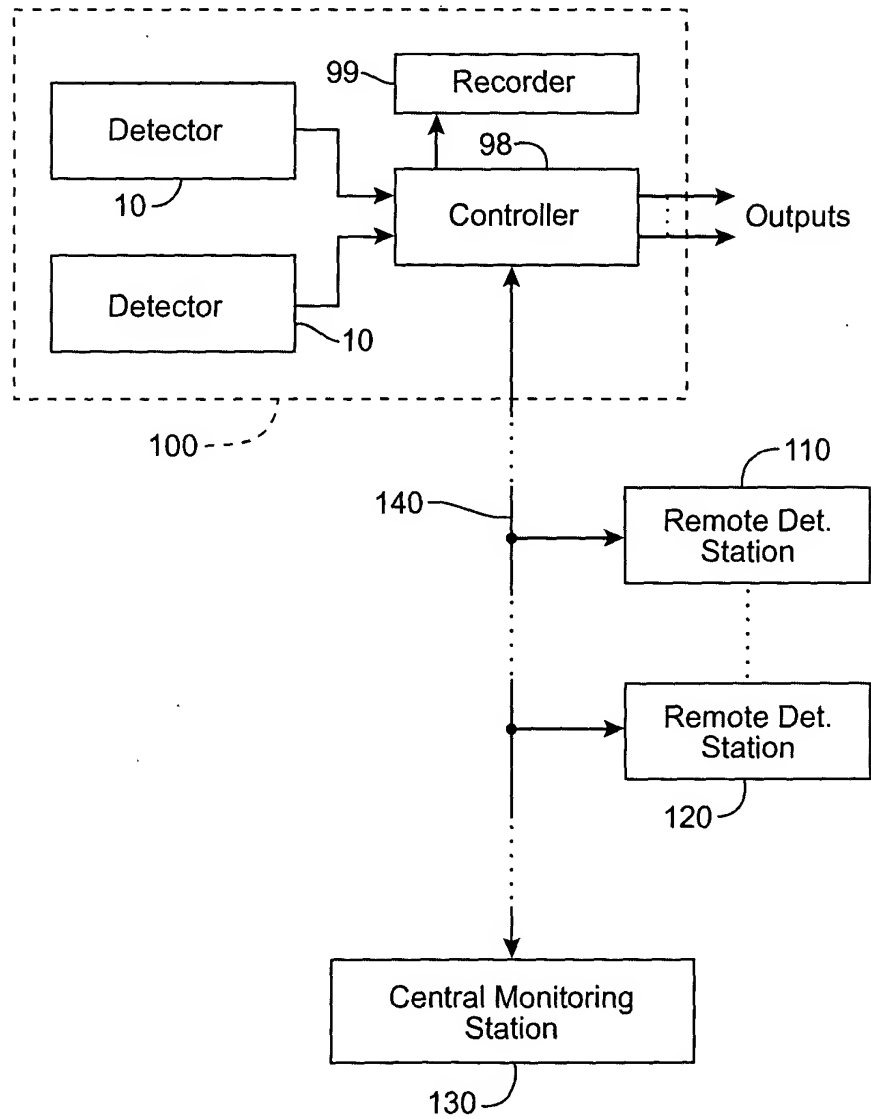 99
Recorder
Detector
98
10
Controller
Outputs
Detector
10
100
110
140
Remote Det.
Station
Remote Det.
Station
120
Central Monitoring
Station
130